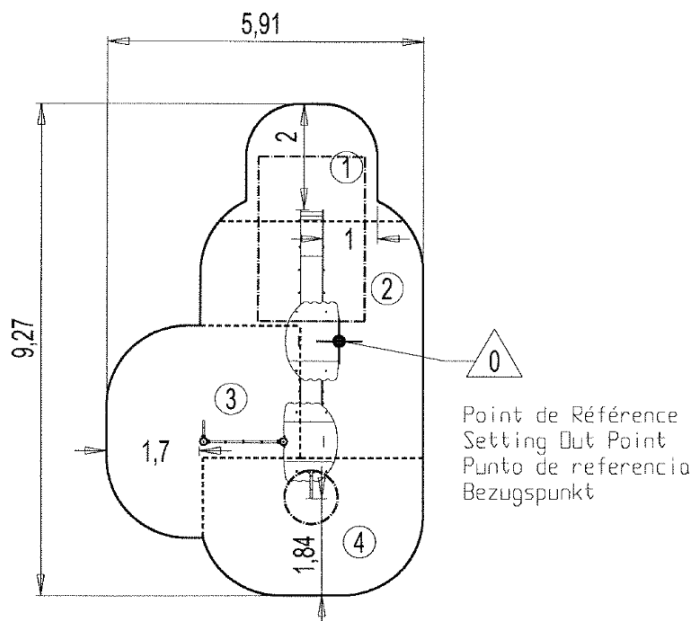 5,91
2
1
1
2
9,27
0
3
Point de Référence
Setting Out Point
Punto de referencia
Bezugspunkt
1,7
1,84
4